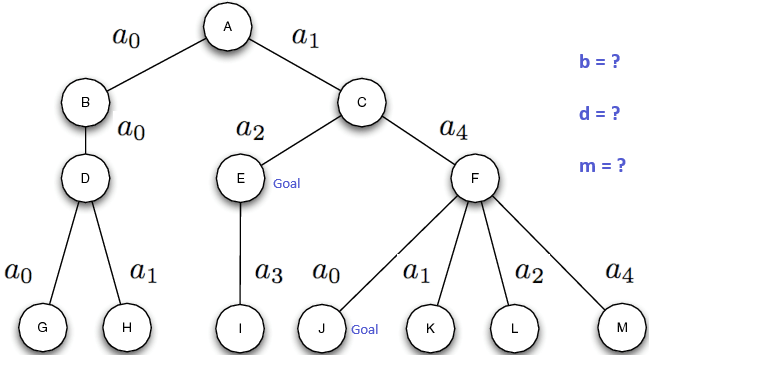 A
a0 a1
b = ?
B C
d = ?
a0 a2 a4
m = ?
D E Goal F
a0 a1 a3 a0 a1 a2 a4
G H I J Goal K L M